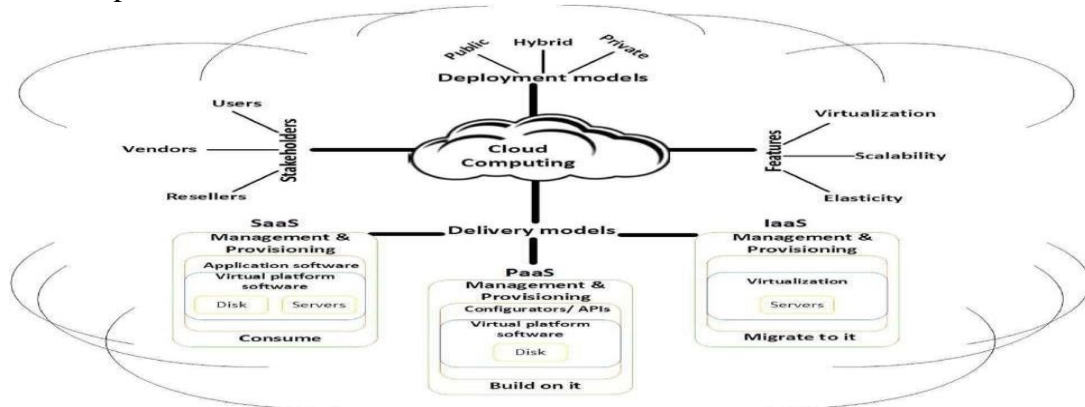 Public
Hybrid
Private
Deployment models
Users
Vendors
Resellers
Stakeholders
Cloud
Computing
Features
Virtualization
Scalability
Elasticity
Delivery models
SaaS
Management &
Provisioning
Application software
Virtual platform
software
Disk
Servers
Consume
PaaS
Management &
Provisioning
Configurators/ APIs
Virtual platform
software
Disk
Build on it
IaaS
Management &
Provisioning
Virtualization
Servers
Migrate to it